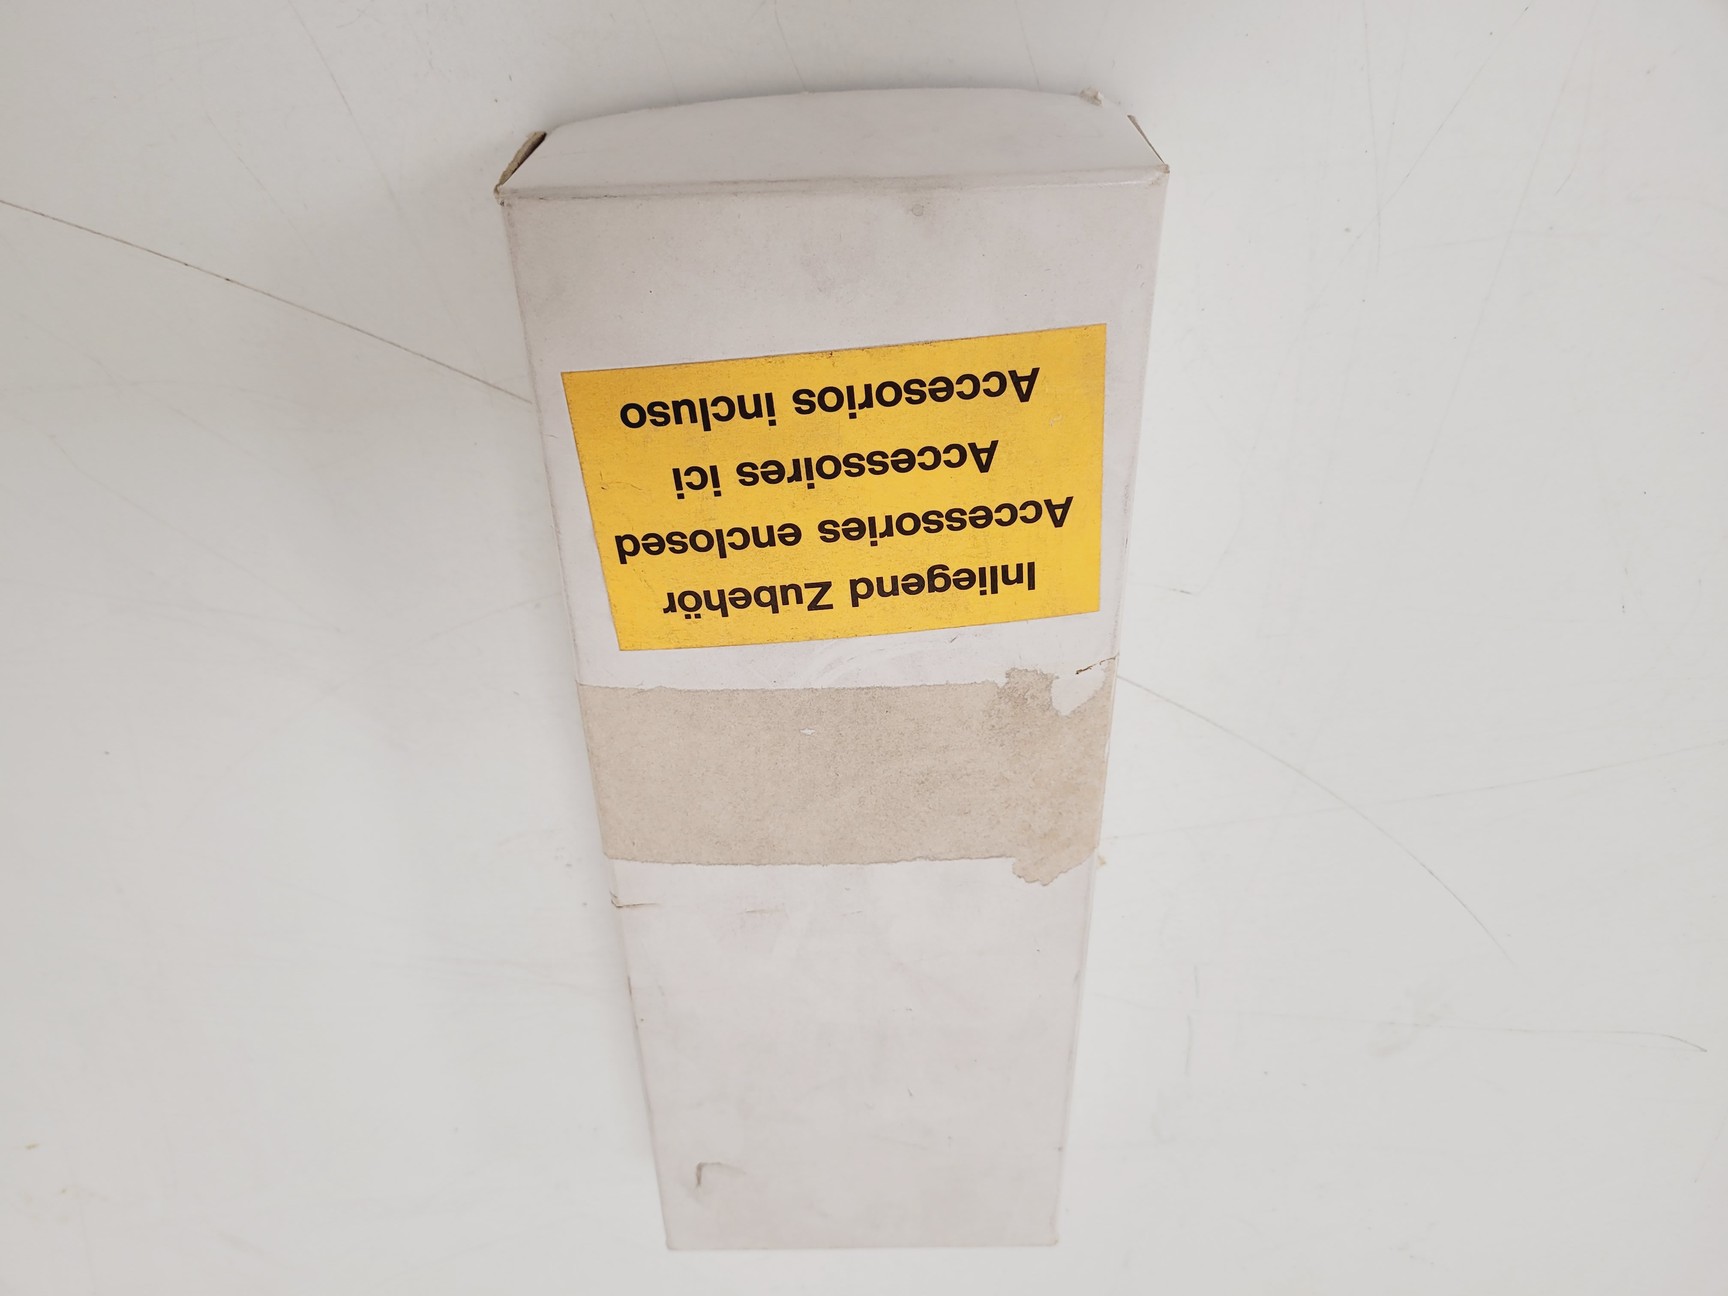 Inliegend Zubehör
Accessories enclosed
Accessoires ici
Accesorios incluso